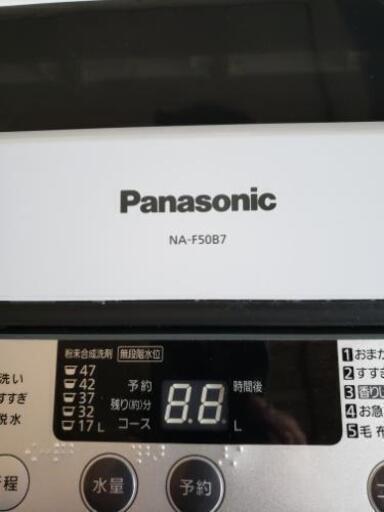 Panasonic
NA-F50B7
粉末合成洗剤 無段階水位
47
42
37
32
17 L
予約
残り(約)分
コース
8.8
時間後
L
洗い
すすぎ
脱水
1 おまか
2 すすぎ
3 香り
4 お急
5 毛布
程
水量
予約